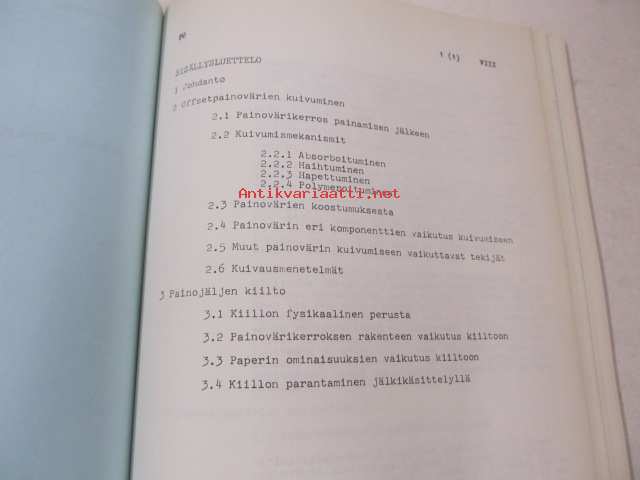 1 (1) VIII
SISÄLLYSLUETTELO
1 Johdanto
2 Offsetpainovärien kuivuminen
2.1 Painovärikerros painamisen jälkeen
2.2 Kuivumismekanismit
2.2.1 Absorboituminen
2.2.2 Haihtuminen
2.2.3 Hapettuminen
2.2.4 Polymeroituminen
Antikvariaatti.net
2.3 Painovärien koostumuksesta
2.4 Painovärin eri komponenttien vaikutus kuivumiseen
2.5 Muut painovärin kuivumiseen vaikuttavat tekijät
2.6 Kuivausmenetelmät
3 Painojäljen kiilto
3.1 Kiillon fysikaalinen perusta
3.2 Painovärikerroksen rakenteen vaikutus kiiltoon
3.3 Paperin ominaisuuksien vaikutus kiiltoon
3.4 Kiillon parantaminen jälkikäsittelyllä